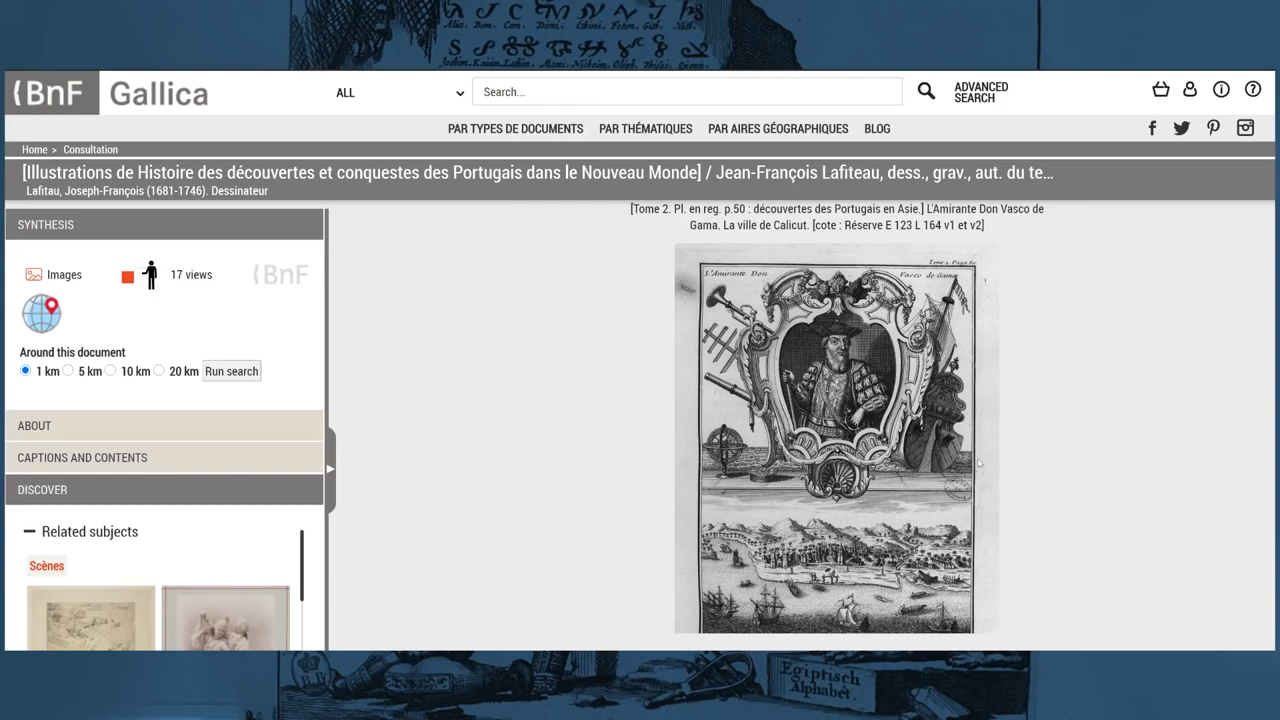 (BnF Gallica
ALL
Search...
ADVANCED
SEARCH
PAR TYPES DE DOCUMENTS PAR THÉMATIQUES PAR AIRES GÉOGRAPHIQUES BLOG
Home > Consultation
[Illustrations de Histoire des découvertes et conquestes des Portugais dans le Nouveau Monde] / Jean-François Lafiteau, dess., grav., aut. du te...
Lafitau, Joseph-François (1681-1746). Dessinateur
SYNTHESIS
Images
17 views
(BnF
Around this document
1 km 5 km 10 km 20 km Run search
ABOUT
CAPTIONS AND CONTENTS
DISCOVER
Related subjects
Scènes
[Tome 2. Pl. en reg. p.50 : découvertes des Portugais en Asie.] L'Amirante Don Vasco de
Gama. La ville de Calicut. [cote : Réserve E 123 L 164 v1 et v2]
L'Amirante Don Vasco de Gama
Egiptisch
Alphabet.